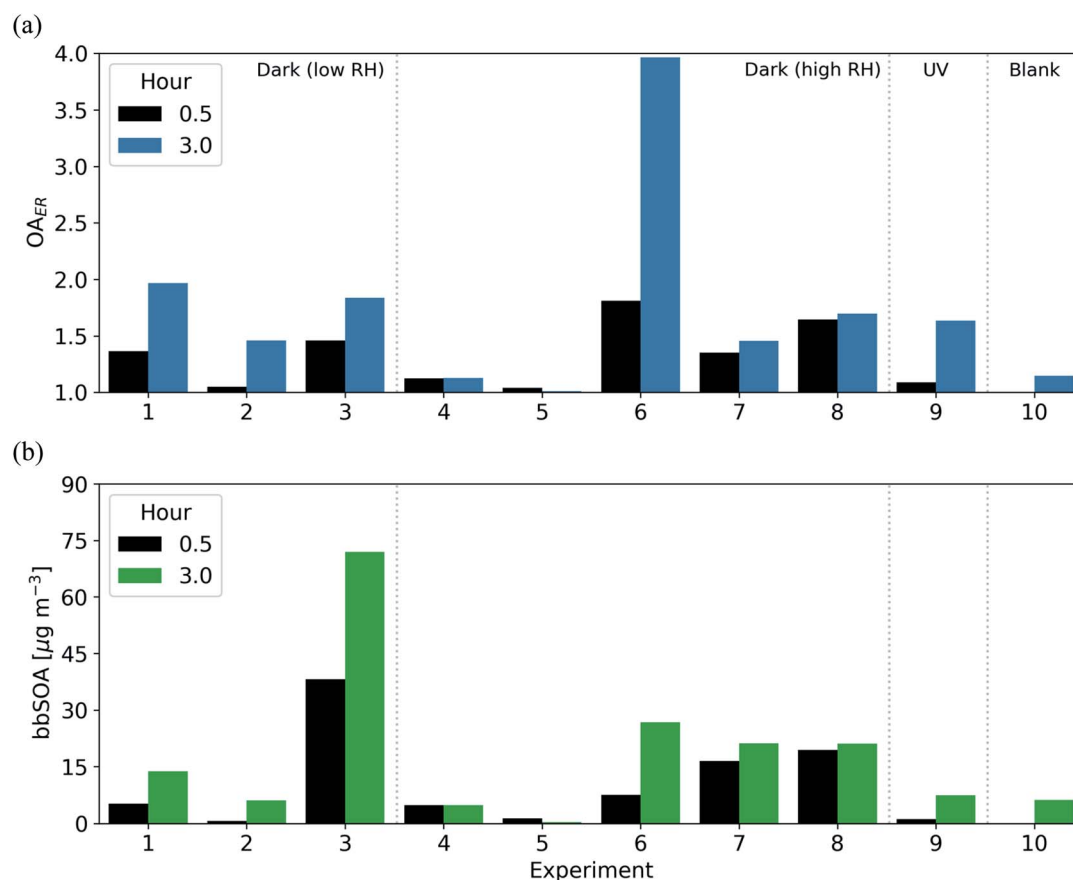 (a)
Dark (low RH) Dark (high RH) UV Blank
Hour
0.5
3.0
OA_ER
4.0
3.5
3.0
2.5
2.0
1.5
1.0
1 2 3 4 5 6 7 8 9 10
(b)
Hour
0.5
3.0
bbSOA [μg m⁻³]
90
75
60
45
30
15
0
1 2 3 4 5 6 7 8 9 10
Experiment